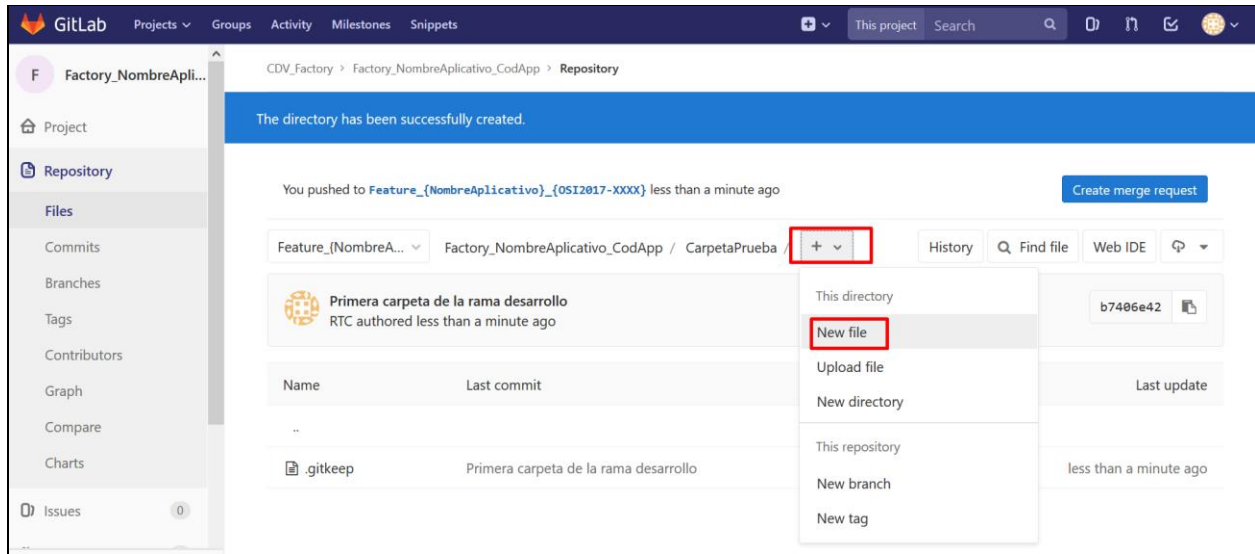 GitLab Projects Groups Activity Milestones Snippets This project Search
F Factory_NombreApli...
CDV_Factory > Factory_NombreAplicativo_CodApp > Repository
The directory has been successfully created.
Project
Repository
Files
Commits
Branches
Tags
Contributors
Graph
Compare
Charts
Issues 0
You pushed to Feature_{NombreAplicativo}_{OSI2017-XXXX} less than a minute ago
Create merge request
Feature_(NombreA... Factory_NombreAplicativo_CodApp / CarpetaPrueba / + History Find file Web IDE
Primera carpeta de la rama desarrollo
RTC authored less than a minute ago
b7406e42
This directory
New file
Upload file
New directory
This repository
New branch
New tag
Name Last commit Last update
..
.gitkeep Primera carpeta de la rama desarrollo less than a minute ago